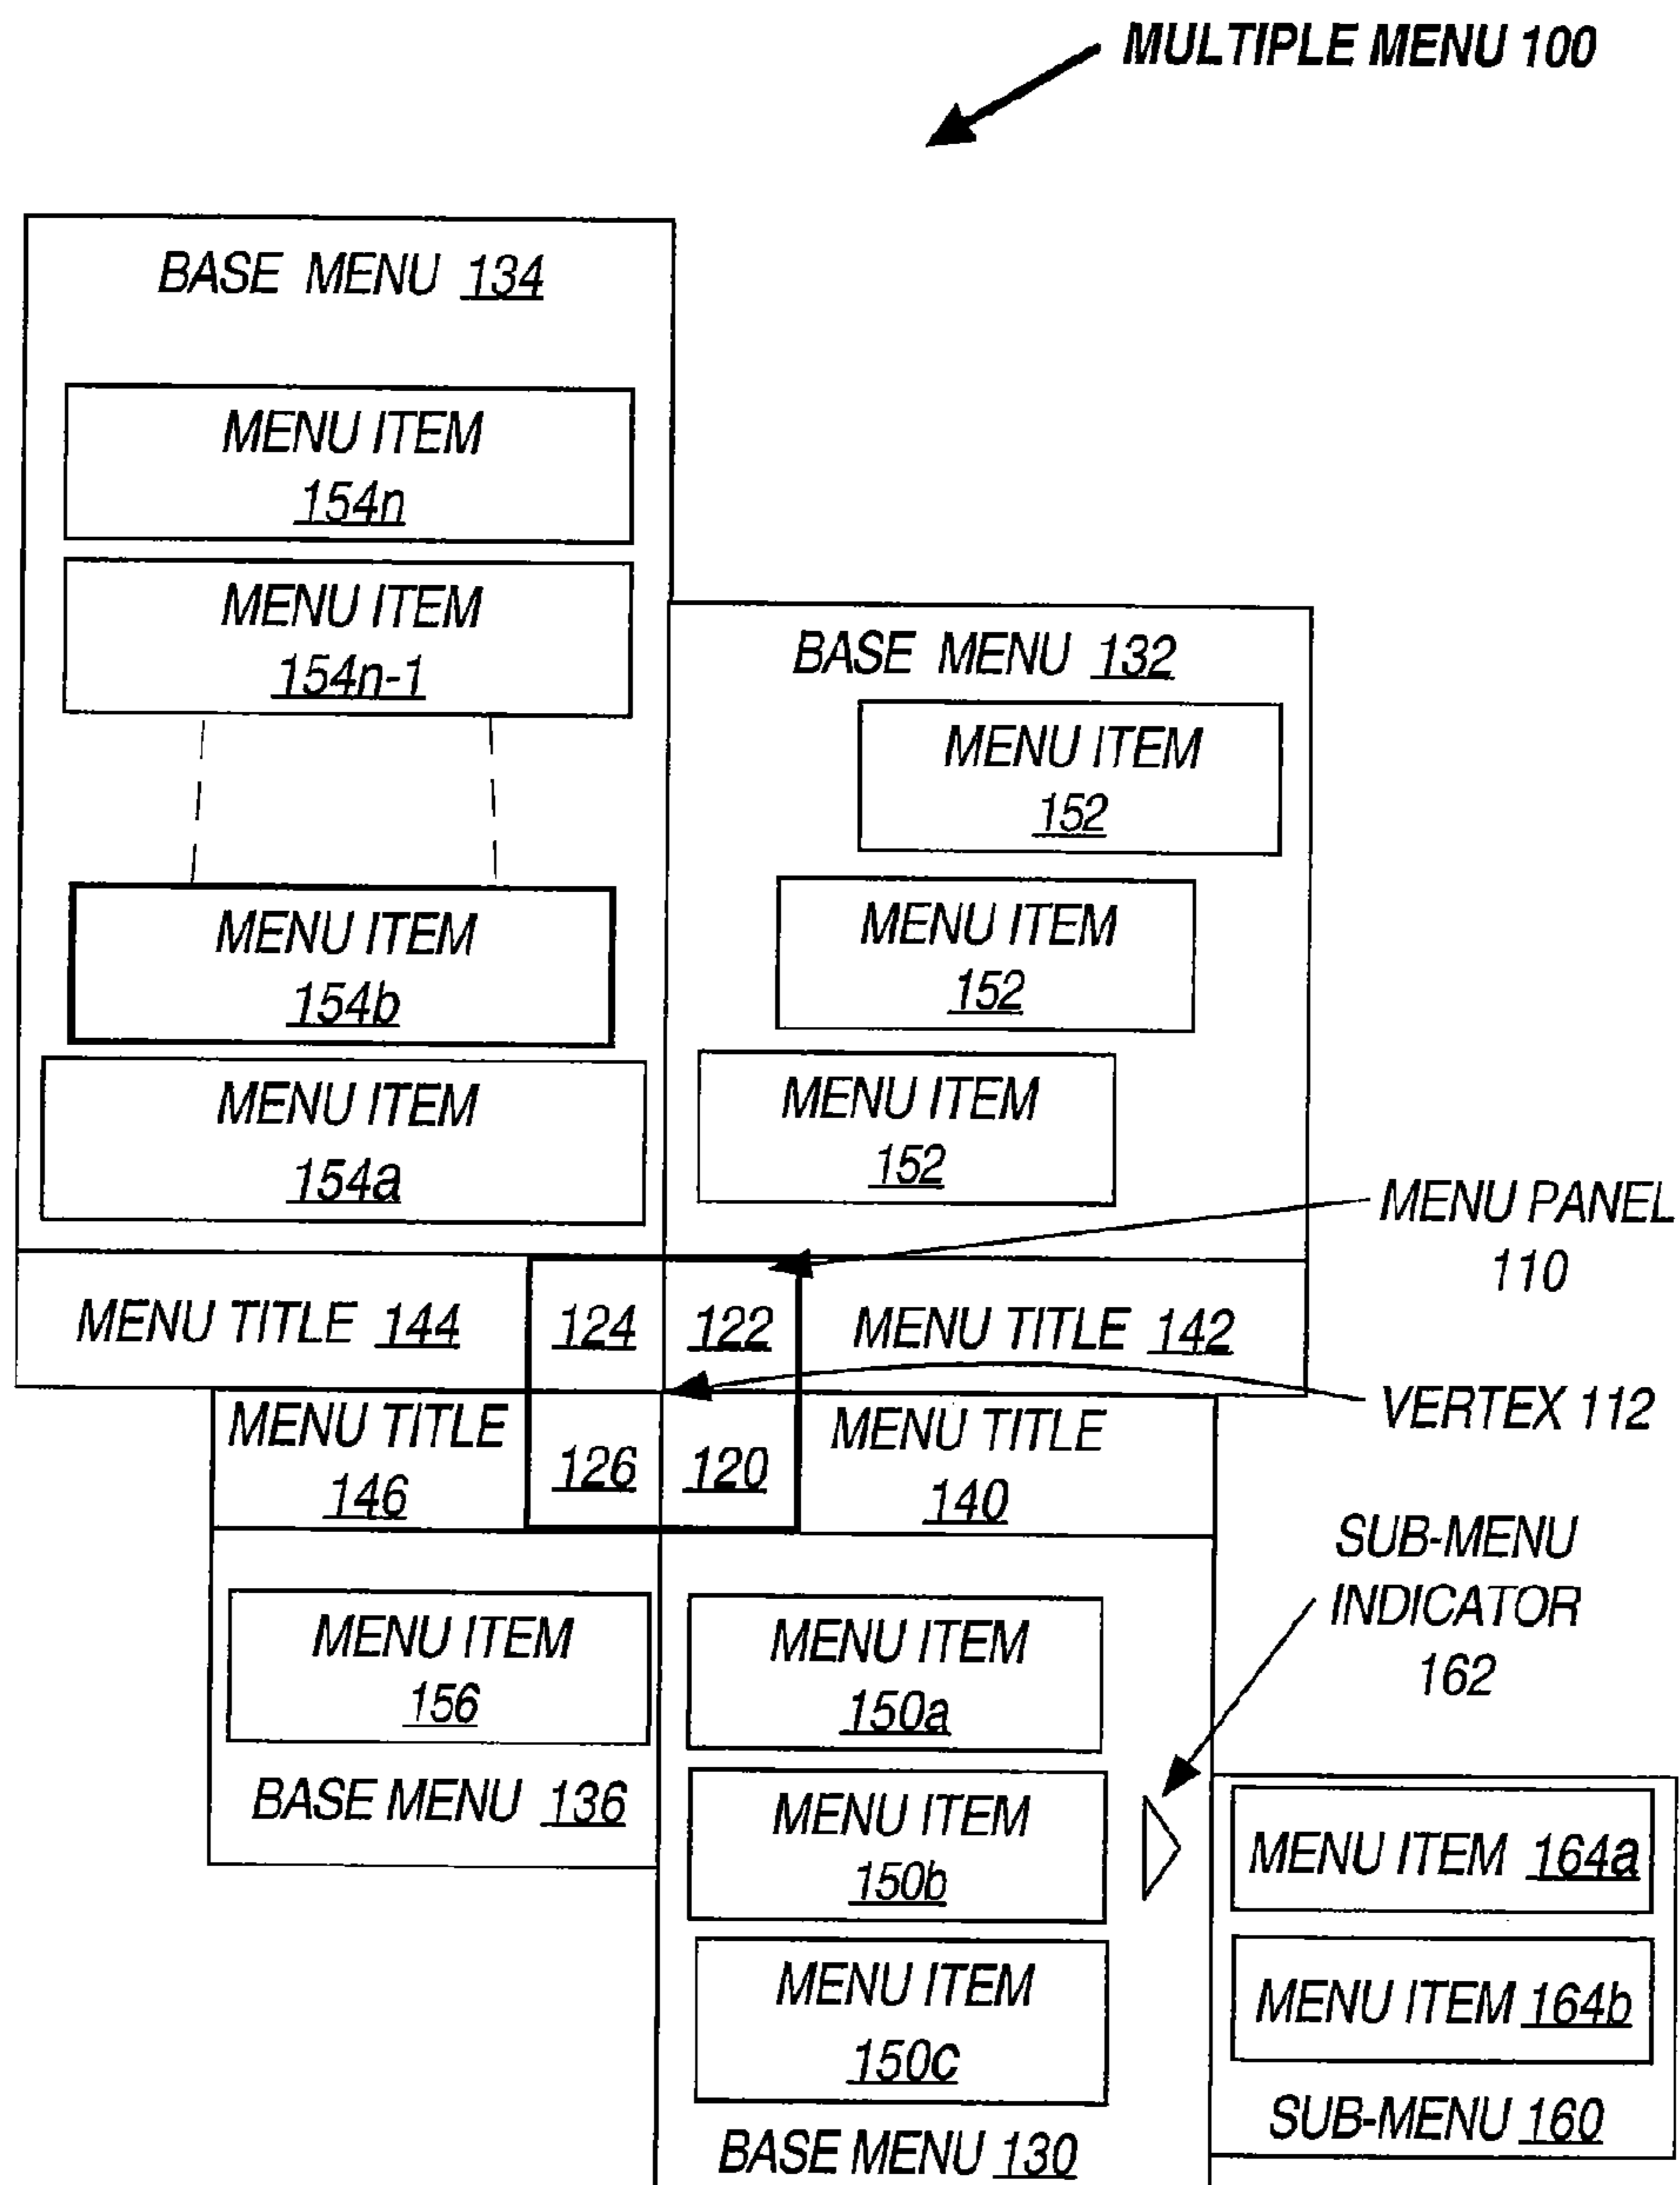 MULTIPLE MENU 100
BASE MENU 134
MENU ITEM
154n
MENU ITEM
154n-1
MENU ITEM
154b
MENU ITEM
154a
BASE MENU 132
MENU ITEM
152
MENU ITEM
152
MENU ITEM
152
MENU PANEL
110
MENU TITLE 144
124
122
MENU TITLE 142
VERTEX 112
MENU TITLE
146
126
120
MENU TITLE
140
SUB-MENU
INDICATOR
162
MENU ITEM
156
BASE MENU 136
MENU ITEM
150a
MENU ITEM
150b
MENU ITEM
150c
BASE MENU 130
MENU ITEM 164a
MENU ITEM 164b
SUB-MENU 160